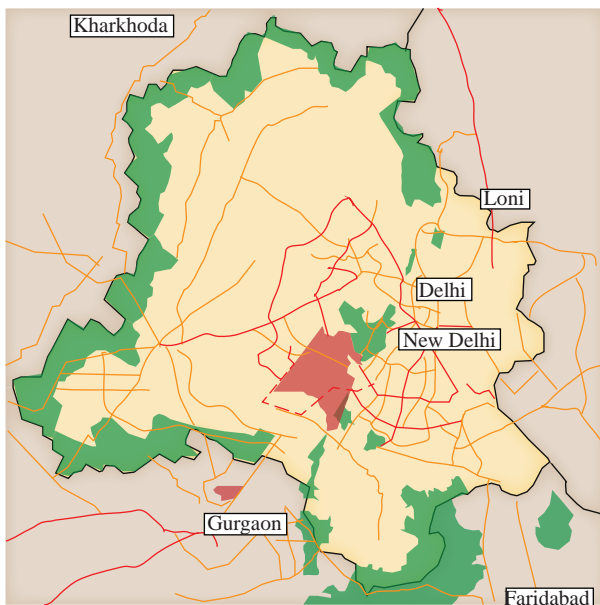 Kharkhoda
Loni
Delhi
New Delhi
Gurgaon
Faridabad